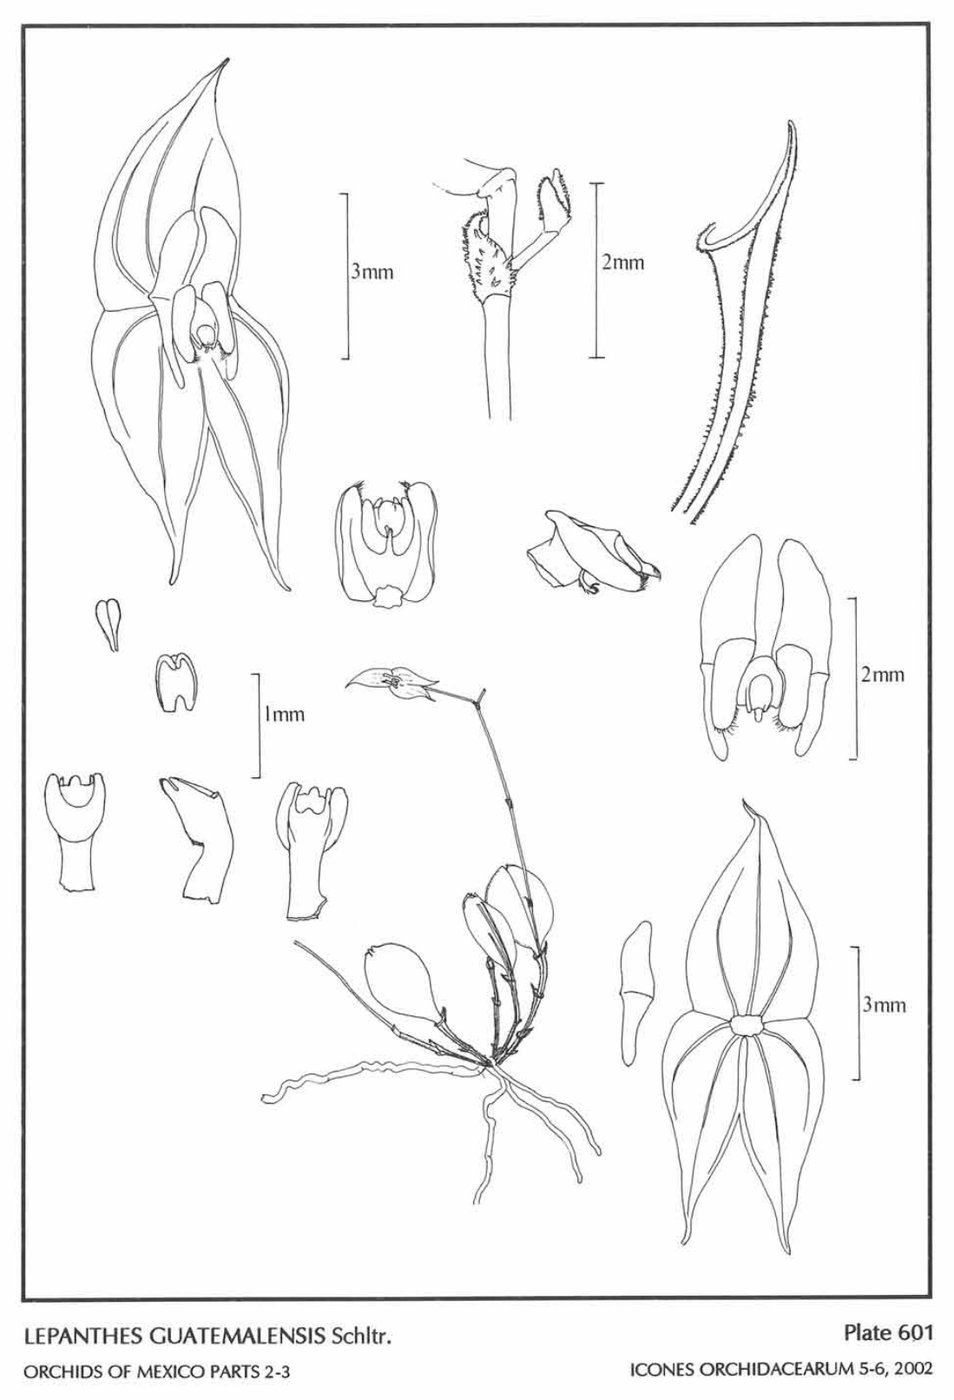 3mm
2mm
2mm
1mm
3mm
LEPANTHES GUATEMALENSIS Schltr.
Plate 601
ORCHIDS OF MEXICO PARTS 2-3
ICONES ORCHIDACEARUM 5-6, 2002